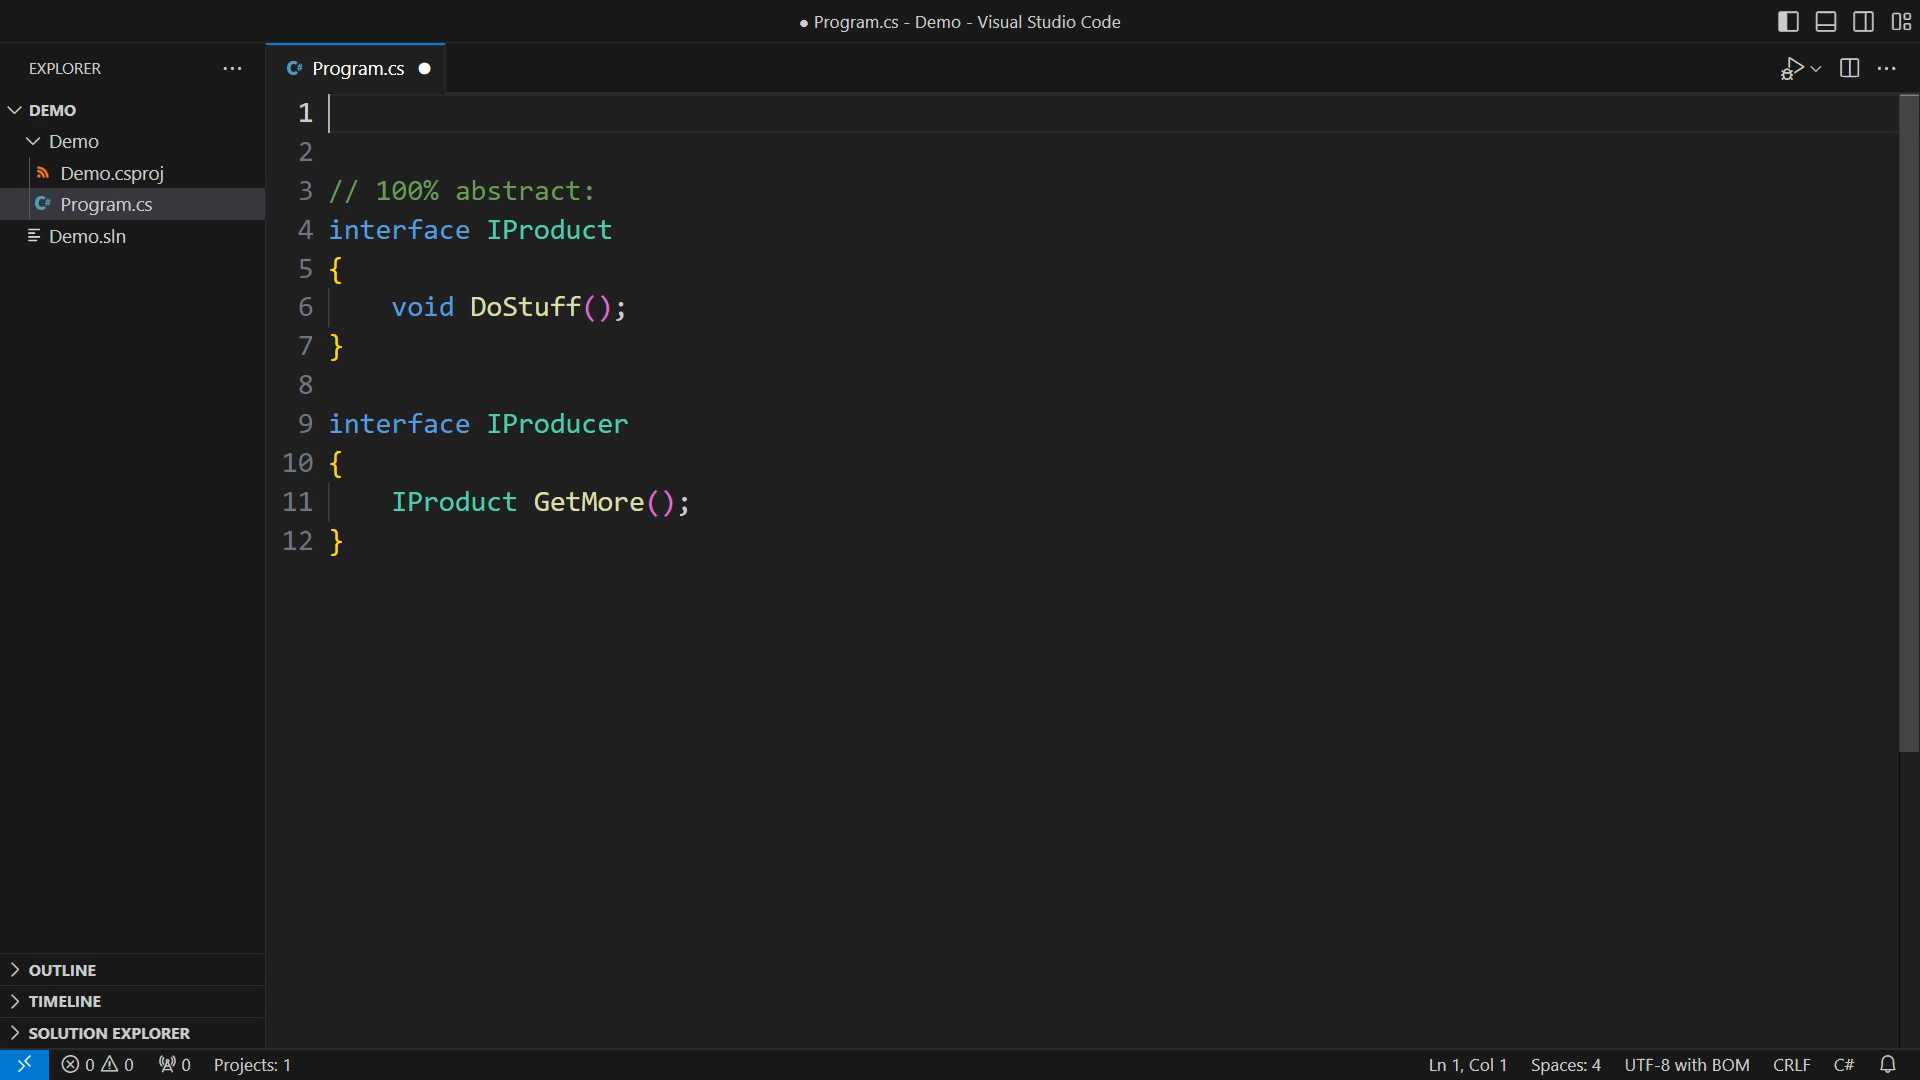 ● Program.cs - Demo - Visual Studio Code
EXPLORER
DEMO
Demo
Demo.csproj
C# Program.cs
Demo.sln
OUTLINE
TIMELINE
SOLUTION EXPLORER
C# Program.cs
1
2
3 // 100% abstract:
4 interface IProduct
5 {
6 void DoStuff();
7 }
8
9 interface IProducer
10 {
11 IProduct GetMore();
12 }
0 0 0 Projects: 1
Ln 1, Col 1 Spaces: 4 UTF-8 with BOM CRLF C#